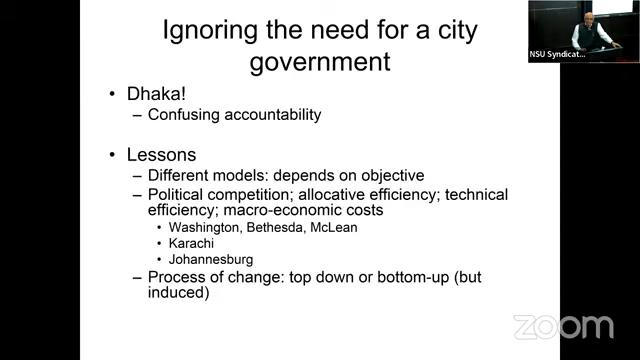 Ignoring the need for a city
government
• Dhaka!
– Confusing accountability
• Lessons
– Different models: depends on objective
– Political competition; allocative efficiency; technical
efficiency; macro-economic costs
• Washington, Bethesda, McLean
• Karachi
• Johannesburg
– Process of change: top down or bottom-up (but
induced)
NSU Syndicat...
zoom